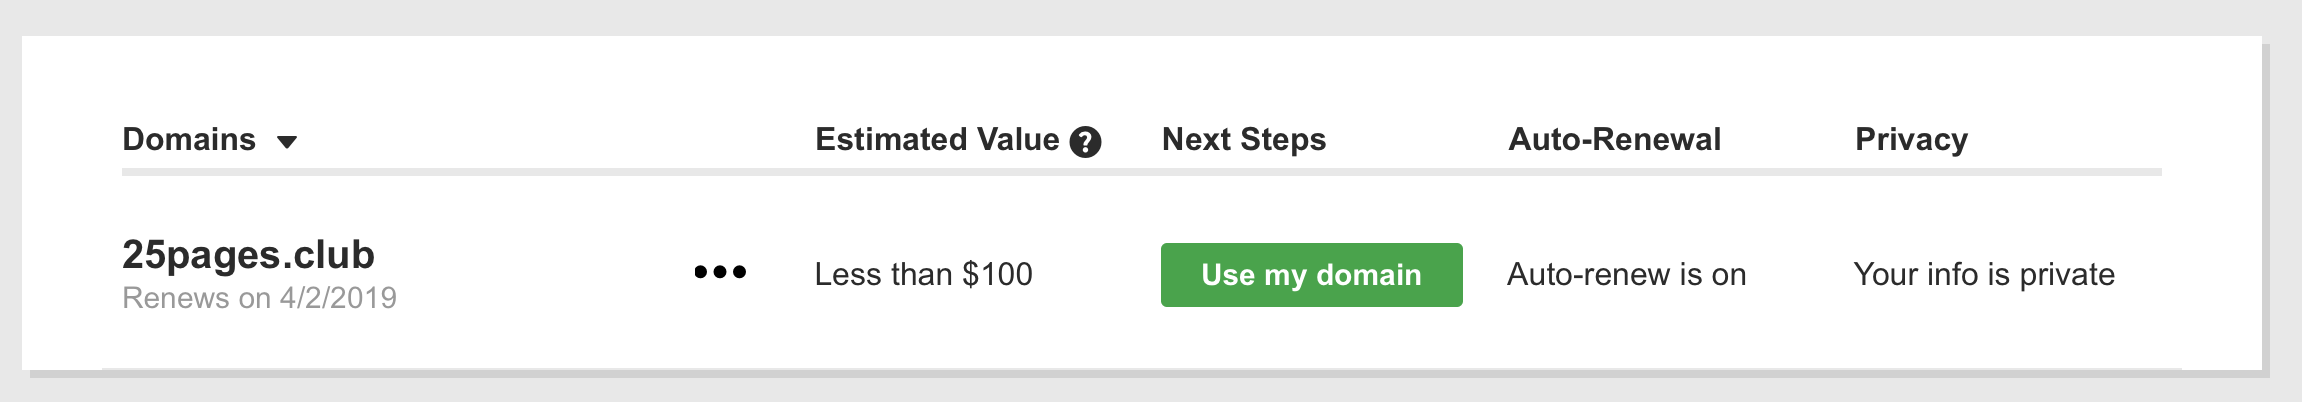 Domains Estimated Value ? Next Steps Auto-Renewal Privacy
25pages.club
Renews on 4/2/2019
Less than $100 Use my domain Auto-renew is on Your info is private